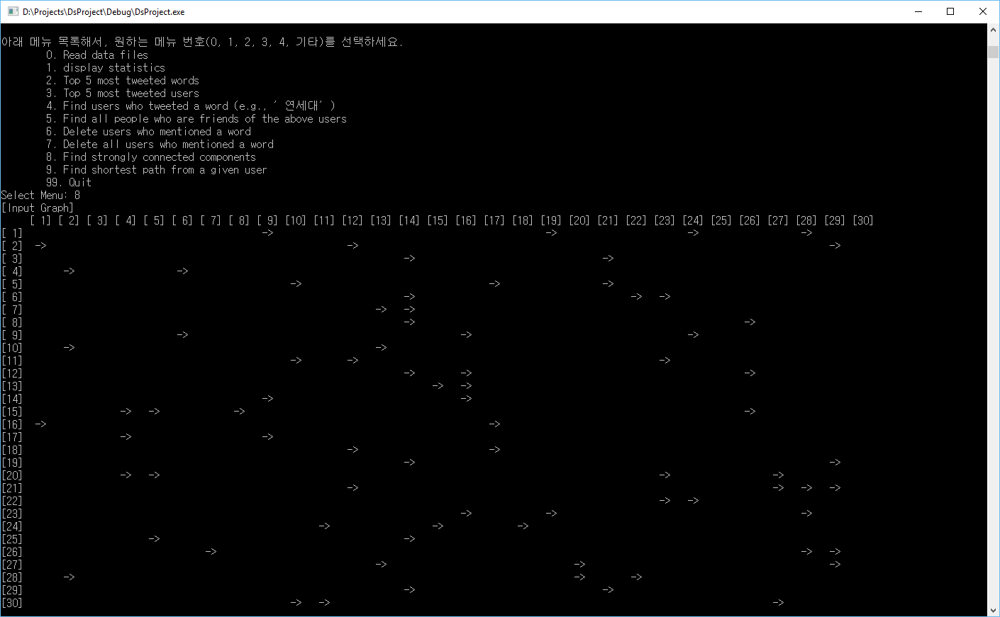 D:\Projects\DsProject\Debug\DsProject.exe
아래 메뉴 목록해서, 원하는 메뉴 번호(0, 1, 2, 3, 4, 기타)를 선택하세요.
0. Read data files
1. display statistics
2. Top 5 most tweeted words
3. Top 5 most tweeted users
4. Find users who tweeted a word (e.g., ’연세대’)
5. Find all people who are friends of the above users
6. Delete users who mentioned a word
7. Delete all users who mentioned a word
8. Find strongly connected components
9. Find shortest path from a given user
99. Quit
Select Menu: 8
[Input Graph]
[ 1] [ 2] [ 3] [ 4] [ 5] [ 6] [ 7] [ 8] [ 9] [10] [11] [12] [13] [14] [15] [16] [17] [18] [19] [20] [21] [22] [23] [24] [25] [26] [27] [28] [29] [30]
[ 1] -> -> -> ->
[ 2] -> -> ->
[ 3] -> ->
[ 4] -> ->
[ 5] -> -> ->
[ 6] -> -> ->
[ 7] -> ->
[ 8] -> ->
[ 9] -> -> ->
[10] -> ->
[11] -> -> ->
[12] -> -> ->
[13] -> ->
[14] -> ->
[15] -> -> -> ->
[16] -> ->
[17] -> ->
[18] -> ->
[19] -> ->
[20] -> -> -> ->
[21] -> -> -> ->
[22] -> ->
[23] -> -> ->
[24] -> -> ->
[25] -> ->
[26] -> -> ->
[27] -> -> ->
[28] -> -> ->
[29] -> ->
[30] -> -> ->